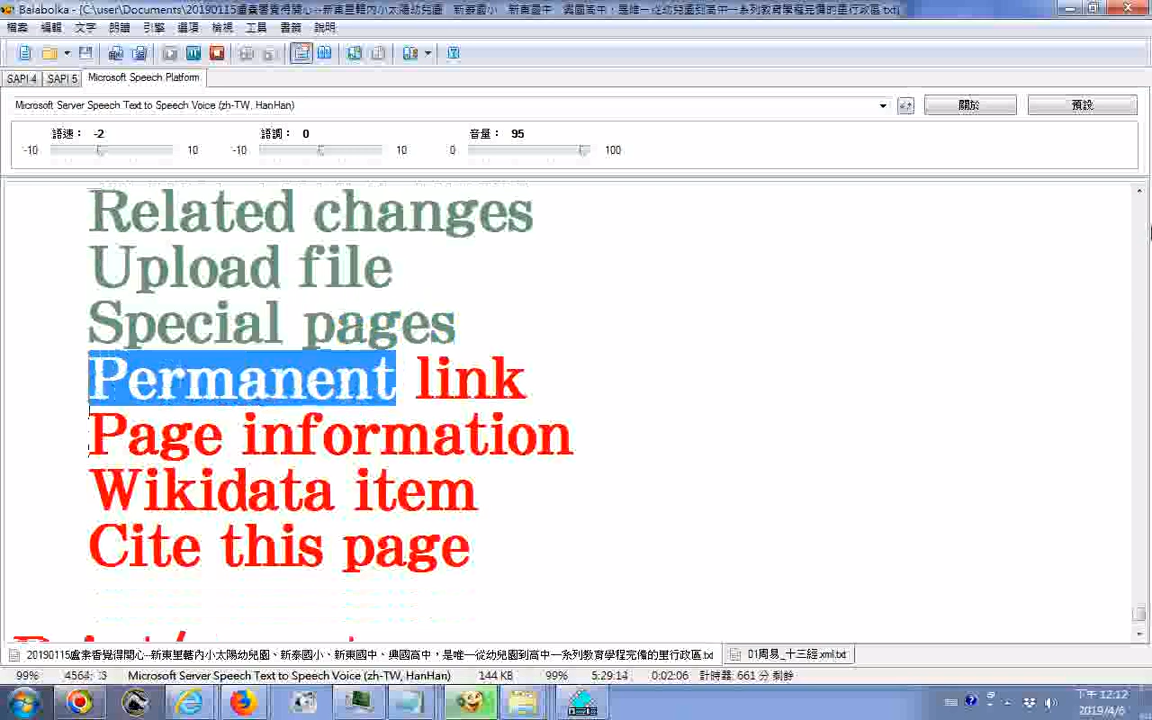 Balabolka - [C:\user\Documents\20190115盧素香覺得開心--新東里轄內小太陽幼兒園、新泰國小、新東國中、興國高中，是唯一從幼兒園到高中一系列教育學程完備的里行政區.txt]
檔案 編輯 文字 朗讀 引擎 選項 檢視 工具 書籤 說明
SAPI 4 SAPI 5 Microsoft Speech Platform
Microsoft Server Speech Text to Speech Voice (zh-TW, HanHan) 關於 預設
語速： -2 語調： 0 音量： 95
-10 10 -10 10 0 100
Related changes
Upload file
Special pages
Permanent link
Page information
Wikidata item
Cite this page
20190115盧素香覺得開心--新東里轄內小太陽幼兒園、新泰國小、新東國中、興國高中，是唯一從幼兒園到高中一系列教育學程完備的里行政區.txt 01周易_十三經.xml.txt
99% Microsoft Server Speech Text to Speech Voice (zh-TW, HanHan) 144 KB 99% 5:29:14 0:02:06 計時器: 661 分 剩餘
下午 12:12
2019/4/6